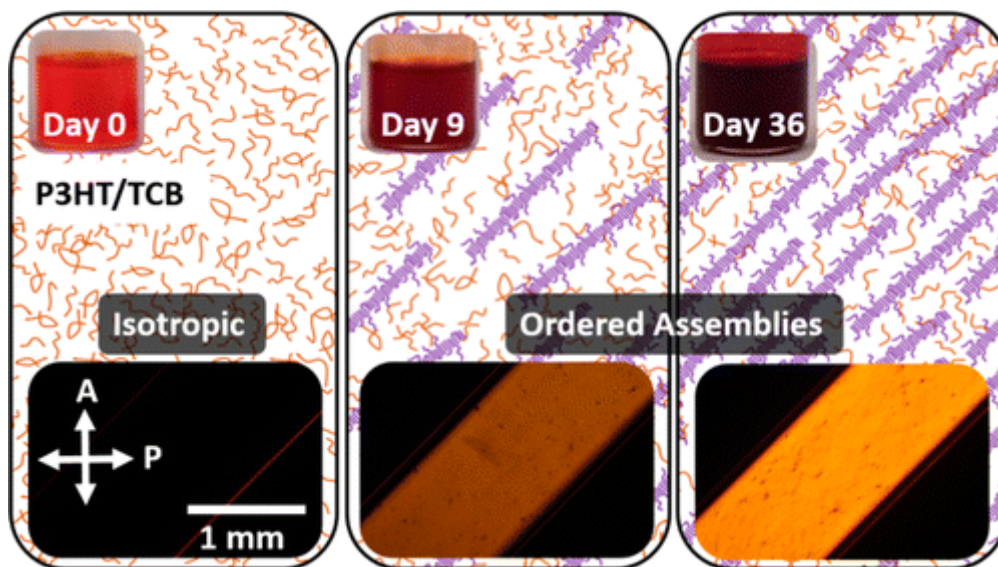 Day 0
Day 9
Day 36
P3HT/TCB
Isotropic
Ordered Assemblies
A
P
1 mm